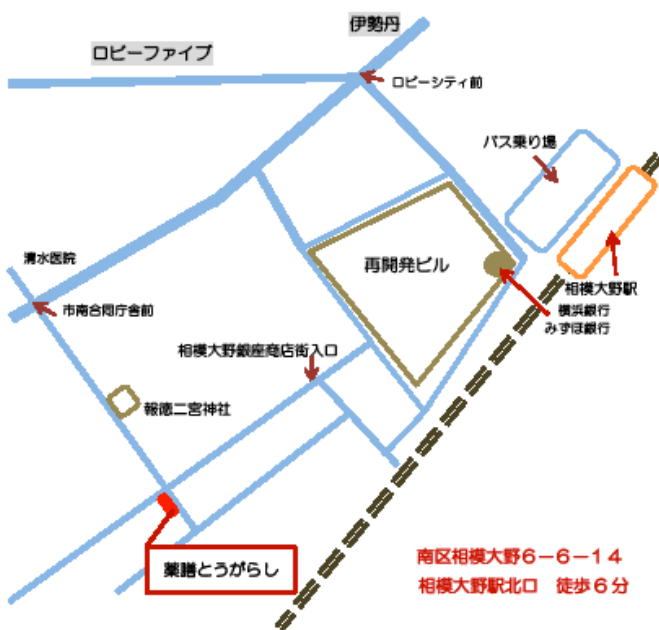 伊勢丹
ロビーファイブ
ロビーシティ前
バス乗り場
清水医院
再開発ビル
相模大野駅
市南合同庁舎前
横浜銀行
みずほ銀行
相模大野銀座商店街入口
報徳二宮神社
薬膳とうがらし
南区相模大野6－6－14
相模大野駅北口　徒歩6分